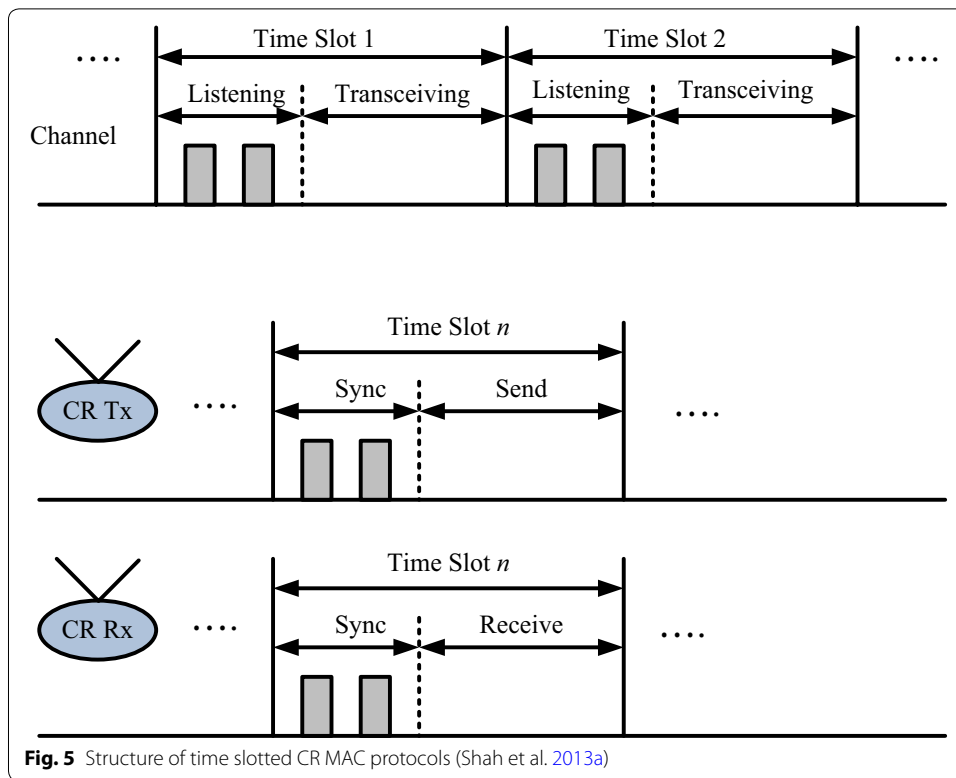 Time Slot 1 Time Slot 2
.... ....
Listening Transceiving Listening Transceiving
Channel
Time Slot n
Sync Send
CR Tx .... ....
Time Slot n
Sync Receive
CR Rx .... ....
Fig. 5 Structure of time slotted CR MAC protocols (Shah et al. 2013a)